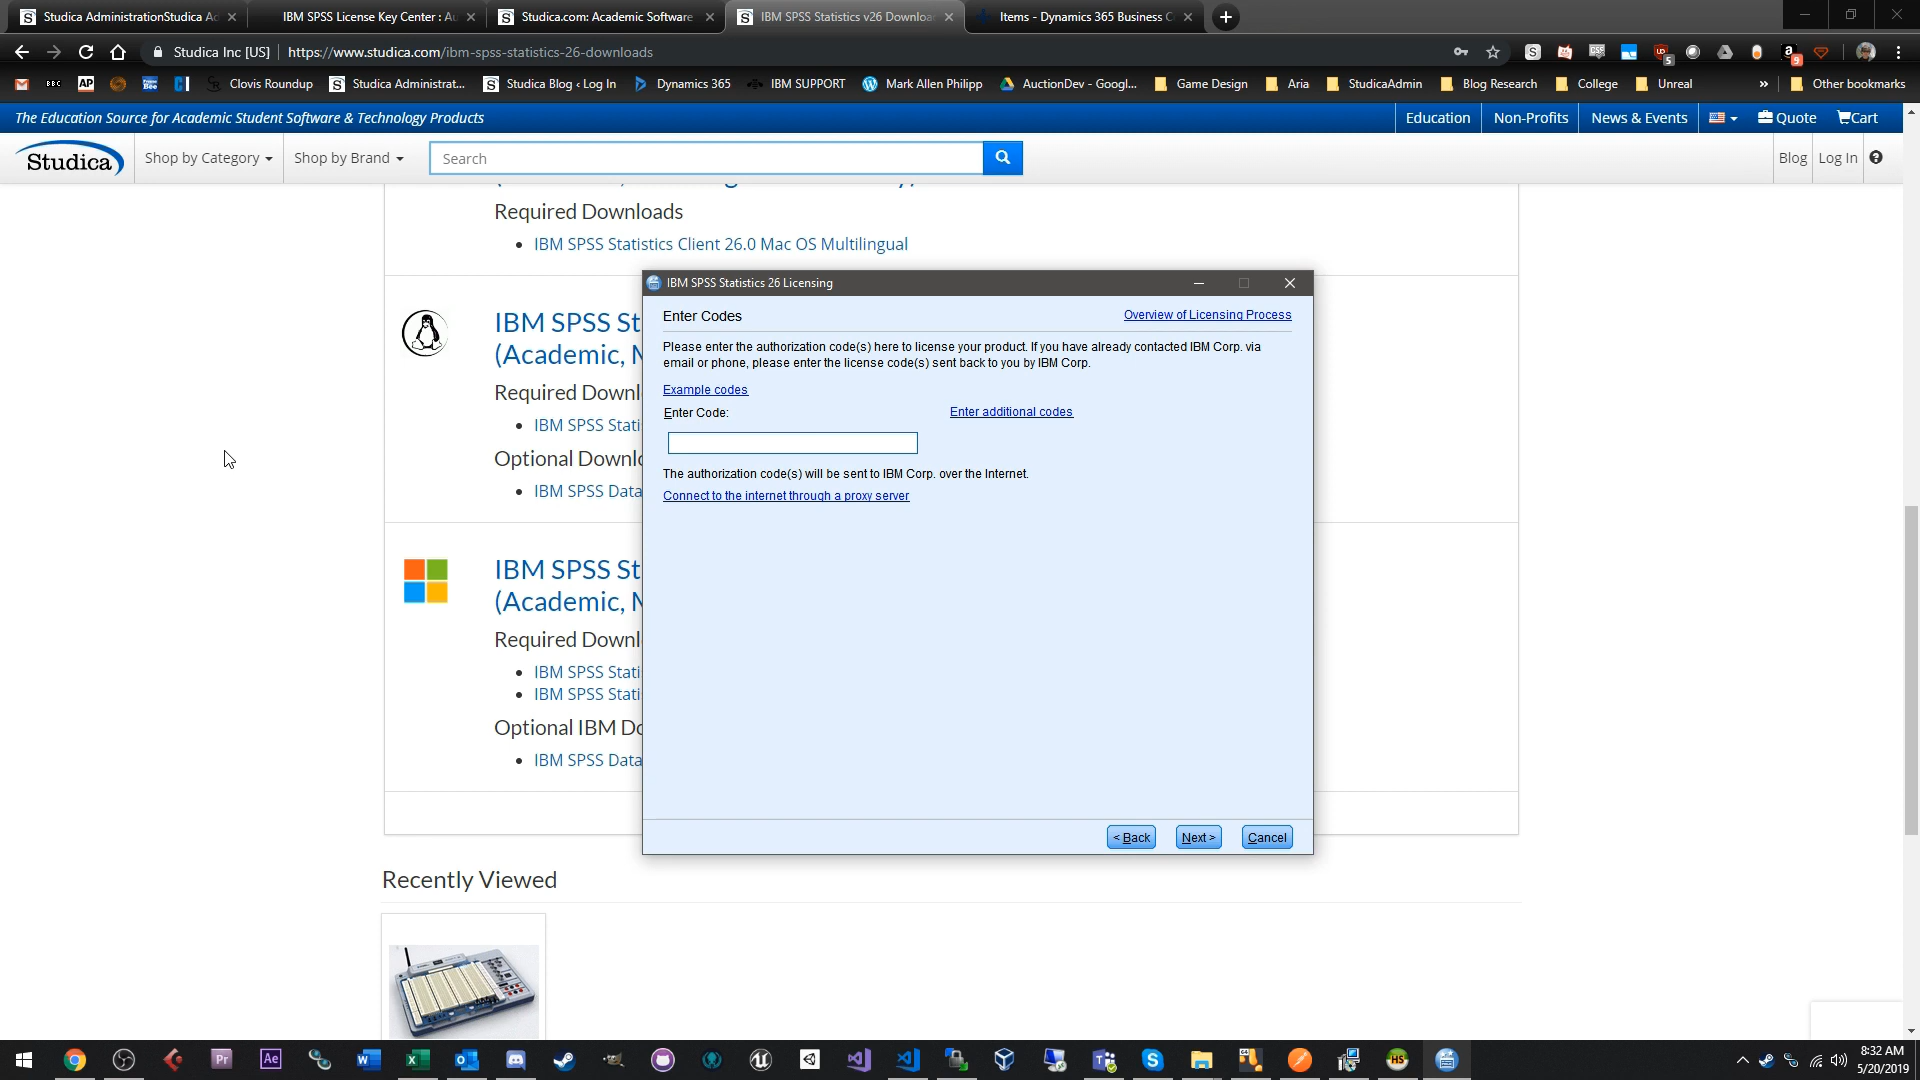 Studica AdministrationStudica Ac
IBM SPSS License Key Center : Au
Studica.com: Academic Software
IBM SPSS Statistics v26 Downloa
Items - Dynamics 365 Business C
Studica Inc [US]
https://www.studica.com/ibm-spss-statistics-26-downloads
BBC
AP
Clovis Roundup
Studica Administrat...
Studica Blog ‹ Log In
Dynamics 365
IBM SUPPORT
Mark Allen Philipp
AuctionDev - Googl...
Game Design
Aria
StudicaAdmin
Blog Research
College
Unreal
»
Other bookmarks
The Education Source for Academic Student Software & Technology Products
Education
Non-Profits
News & Events
Quote
Cart
Studica
Shop by Category
Shop by Brand
Search
Blog
Log In
Required Downloads
IBM SPSS Statistics Client 26.0 Mac OS Multilingual
IBM SPSS St
(Academic, M
Required Downl
IBM SPSS Stati
Optional Downlo
IBM SPSS Data
IBM SPSS St
(Academic, M
Required Downl
IBM SPSS Stati
IBM SPSS Statis
Optional IBM Do
IBM SPSS Data
IBM SPSS Statistics 26 Licensing
Enter Codes
Overview of Licensing Process
Please enter the authorization code(s) here to license your product. If you have already contacted IBM Corp. via
email or phone, please enter the license code(s) sent back to you by IBM Corp.
Example codes
Enter Code:
Enter additional codes
The authorization code(s) will be sent to IBM Corp. over the Internet.
Connect to the internet through a proxy server
< Back
Next >
Cancel
Recently Viewed
8:32 AM
5/20/2019